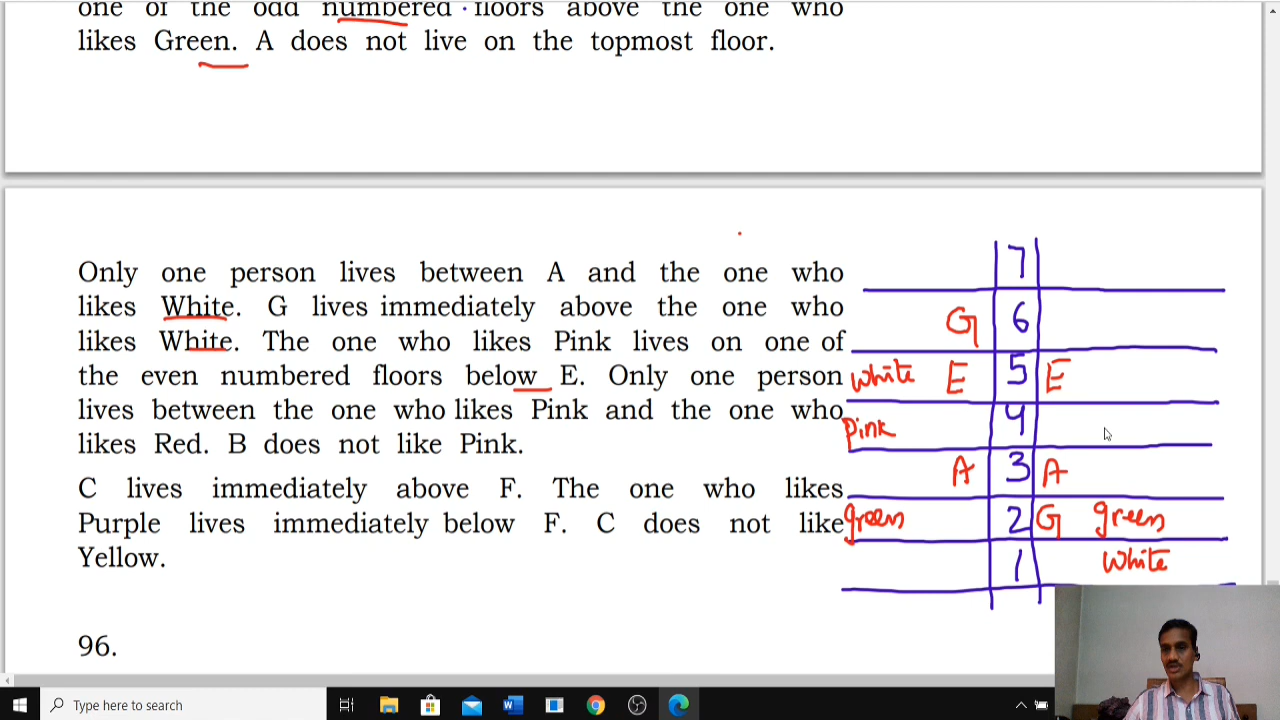 one of the odd numbered floors above the one who
likes Green. A does not live on the topmost floor.
Only one person lives between A and the one who
likes White. G lives immediately above the one who
likes White. The one who likes Pink lives on one of
the even numbered floors below E. Only one person
lives between the one who likes Pink and the one who
likes Red. B does not like Pink.
C lives immediately above F. The one who likes
Purple lives immediately below F. C does not like
Yellow.
96.
7
G 6
White E 5 E
Pink 4
A 3 A
green 2 G green
1 White
Type here to search